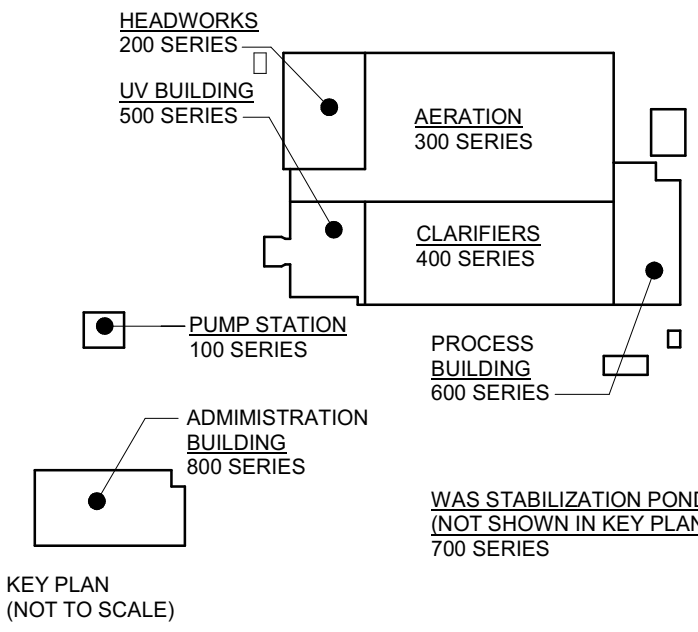 HEADWORKS
200 SERIES
UV BUILDING
500 SERIES
AERATION
300 SERIES
CLARIFIERS
400 SERIES
PUMP STATION
100 SERIES
PROCESS
BUILDING
600 SERIES
ADMIMISTRATION
BUILDING
800 SERIES
WAS STABILIZATION POND
(NOT SHOWN IN KEY PLAN
700 SERIES
KEY PLAN
(NOT TO SCALE)